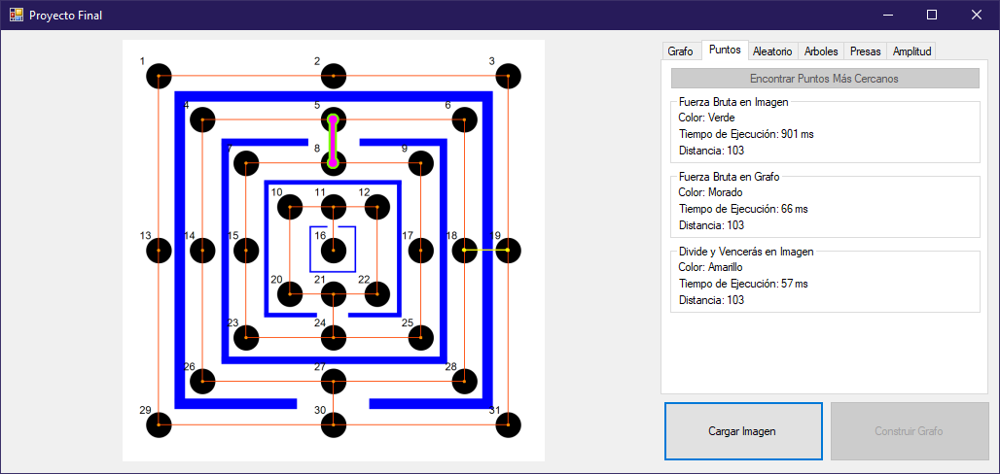 Proyecto Final
Grafo Puntos Aleatorio Arboles Presas Amplitud
Encontrar Puntos Más Cercanos
Fuerza Bruta en Imagen
Color: Verde
Tiempo de Ejecución: 901 ms
Distancia: 103
Fuerza Bruta en Grafo
Color: Morado
Tiempo de Ejecución: 66 ms
Distancia: 103
Divide y Vencerás en Imagen
Color: Amarillo
Tiempo de Ejecución: 57 ms
Distancia: 103
Cargar Imagen
Construir Grafo
1 2 3
4 5 6
7 8 9
10 11 12
13 14 15 16 17 18 19
20 21 22
23 24 25
26 27 28
29 30 31